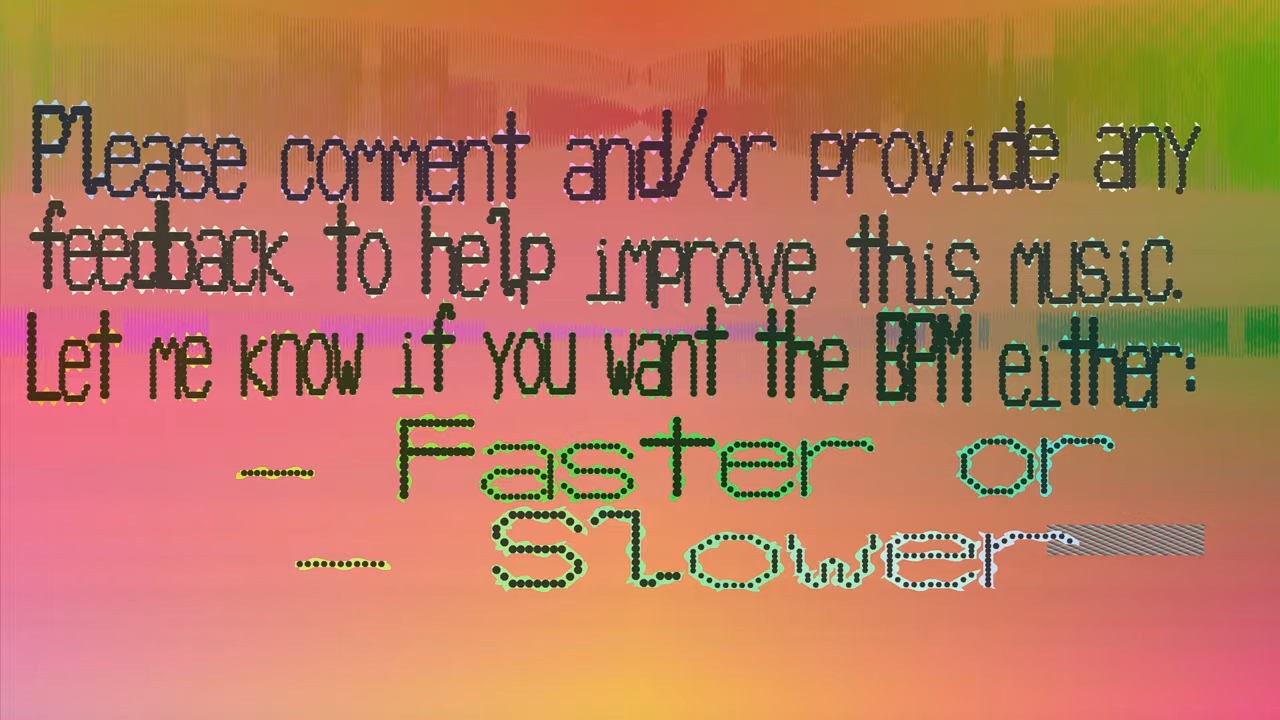 Please comment and/or provide any
feedback to help improve this music.
Let me know if you want the BPM either:
- Faster or
- Slower